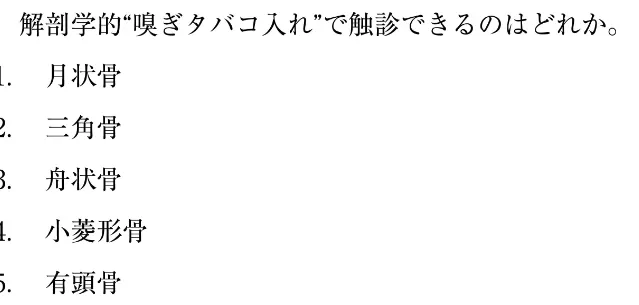 解剖学的“嗅ぎタバコ入れ”で触診できるのはどれか。
1. 月状骨
2. 三角骨
3. 舟状骨
4. 小菱形骨
5. 有頭骨